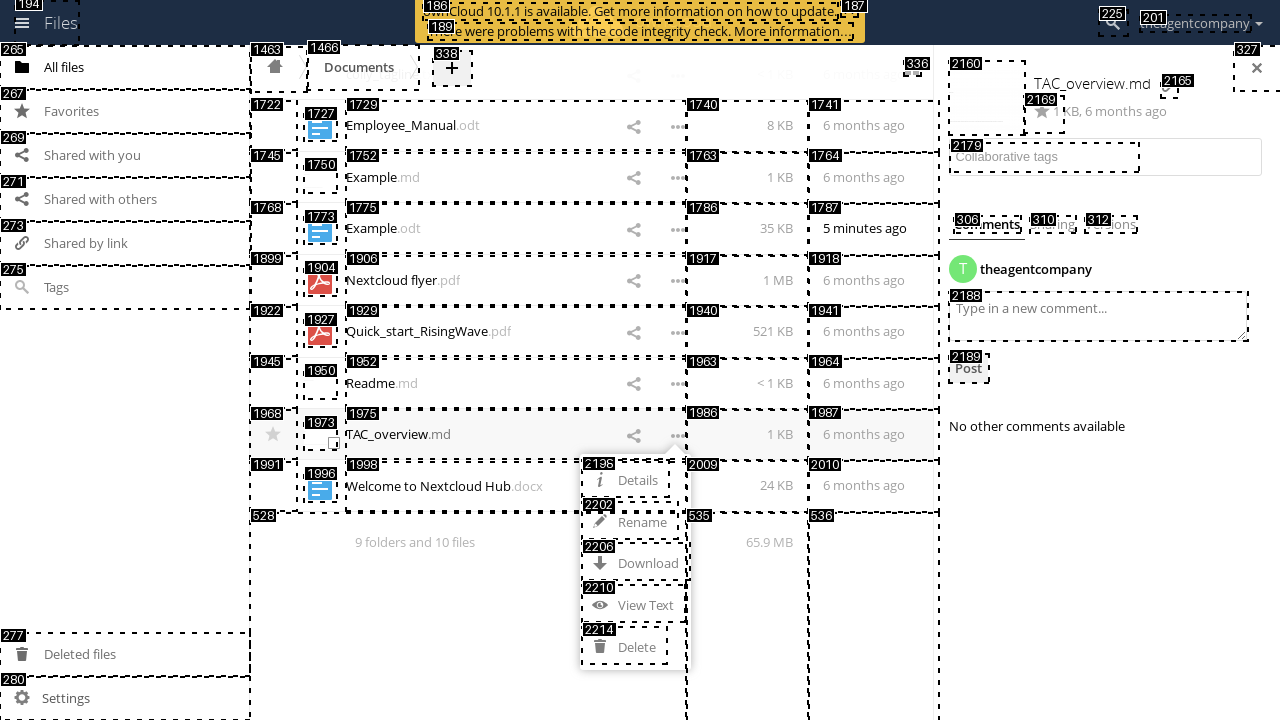 194
Files
186
ownCloud 10.1.1 is available. Get more information on how to update.
187
189
There were problems with the code integrity check. More information…
225
201
theagentcompany
265
All files
267
Favorites
269
Shared with you
271
Shared with others
273
Shared by link
275
Tags
277
Deleted files
280
Settings
1463
1466
Documents
338
+
336
6 months ago
1722
1727
1729
Employee_Manual.odt
1740
8 KB
1741
6 months ago
1745
1750
1752
Example.md
1763
1 KB
1764
6 months ago
1768
1773
1775
Example.odt
1786
35 KB
1787
5 minutes ago
1899
1904
1906
Nextcloud flyer.pdf
1917
1 MB
1918
6 months ago
1922
1927
1929
Quick_start_RisingWave.pdf
1940
521 KB
1941
6 months ago
1945
1950
1952
Readme.md
1963
< 1 KB
1964
6 months ago
1968
1973
1975
TAC_overview.md
1986
1 KB
1987
6 months ago
1991
1996
1998
Welcome to Nextcloud Hub.docx
2009
24 KB
2010
6 months ago
528
9 folders and 10 files
535
65.9 MB
536
2196
Details
2202
Rename
2206
Download
2210
View Text
2214
Delete
327
2160
TAC_overview.md
2165
2169
1 KB, 6 months ago
2179
Collaborative tags
306
Comments
310
Sharing
312
Versions
T
theagentcompany
2188
Type in a new comment...
2189
Post
No other comments available